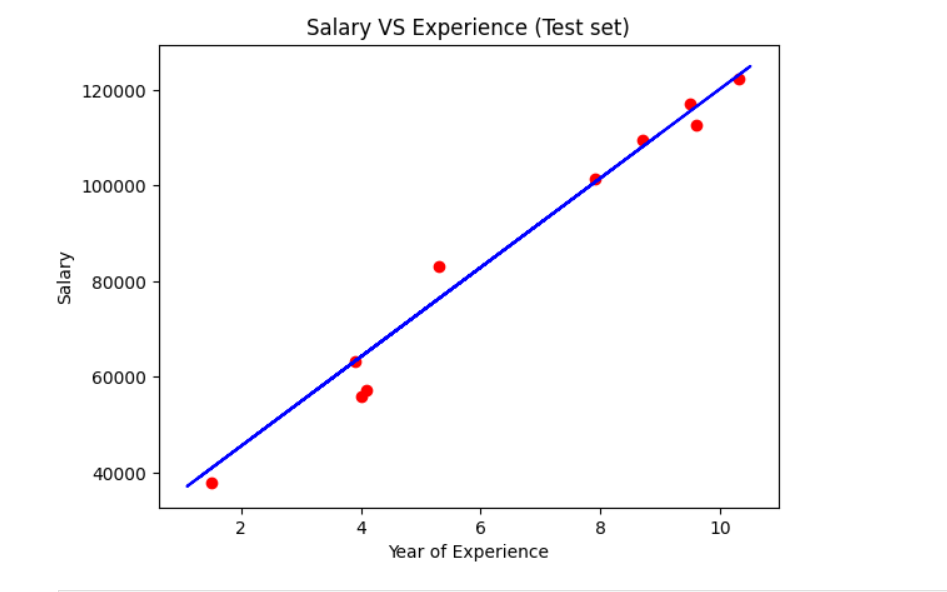 Salary VS Experience (Test set)
120000
100000
80000
60000
40000
Salary
2 4 6 8 10
Year of Experience